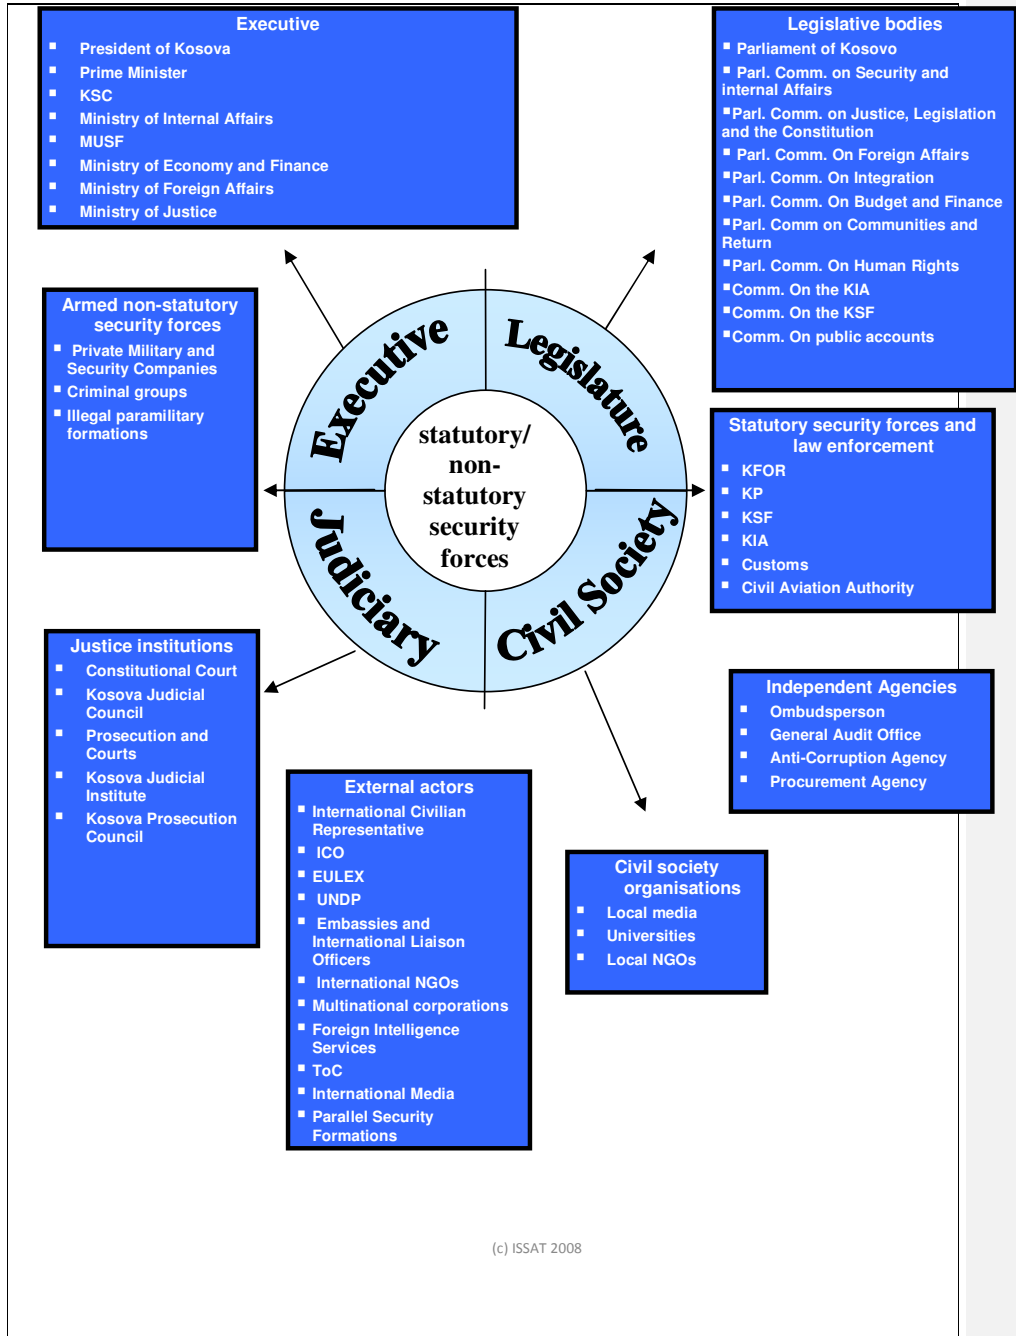 Executive
▪ President of Kosova
▪ Prime Minister
▪ KSC
▪ Ministry of Internal Affairs
▪ MUSF
▪ Ministry of Economy and Finance
▪ Ministry of Foreign Affairs
▪ Ministry of Justice
Legislative bodies
▪ Parliament of Kosovo
▪ Parl. Comm. on Security and
internal Affairs
▪Parl. Comm. on Justice, Legislation
and the Constitution
▪ Parl. Comm. On Foreign Affairs
▪Parl. Comm. On Integration
▪Parl. Comm. On Budget and Finance
▪Parl. Comm on Communities and
Return
▪Parl. Comm. On Human Rights
▪Comm. On the KIA
▪Comm. On the KSF
▪Comm. On public accounts
Armed non-statutory
security forces
▪ Private Military and
Security Companies
▪ Criminal groups
▪ Illegal paramilitary
formations
Executive
Legislature
Judiciary
Civil Society
statutory/
non-
statutory
security
forces
Statutory security forces and
law enforcement
▪ KFOR
▪ KP
▪ KSF
▪ KIA
▪ Customs
▪ Civil Aviation Authority
Justice institutions
▪ Constitutional Court
▪ Kosova Judicial
Council
▪ Prosecution and
Courts
▪ Kosova Judicial
Institute
▪ Kosova Prosecution
Council
Independent Agencies
▪ Ombudsperson
▪ General Audit Office
▪ Anti-Corruption Agency
▪ Procurement Agency
External actors
▪ International Civilian
Representative
▪ ICO
▪ EULEX
▪ UNDP
▪ Embassies and
International Liaison
Officers
▪ International NGOs
▪ Multinational corporations
▪ Foreign Intelligence
Services
▪ ToC
▪ International Media
▪ Parallel Security
Formations
Civil society
organisations
▪ Local media
▪ Universities
▪ Local NGOs
(c) ISSAT 2008